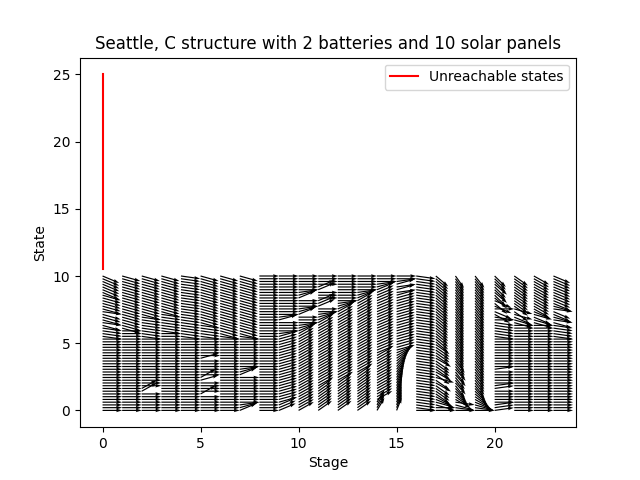 Seattle, C structure with 2 batteries and 10 solar panels
Unreachable states
25
20
15
10
5
0
State
0 5 10 15 20
Stage